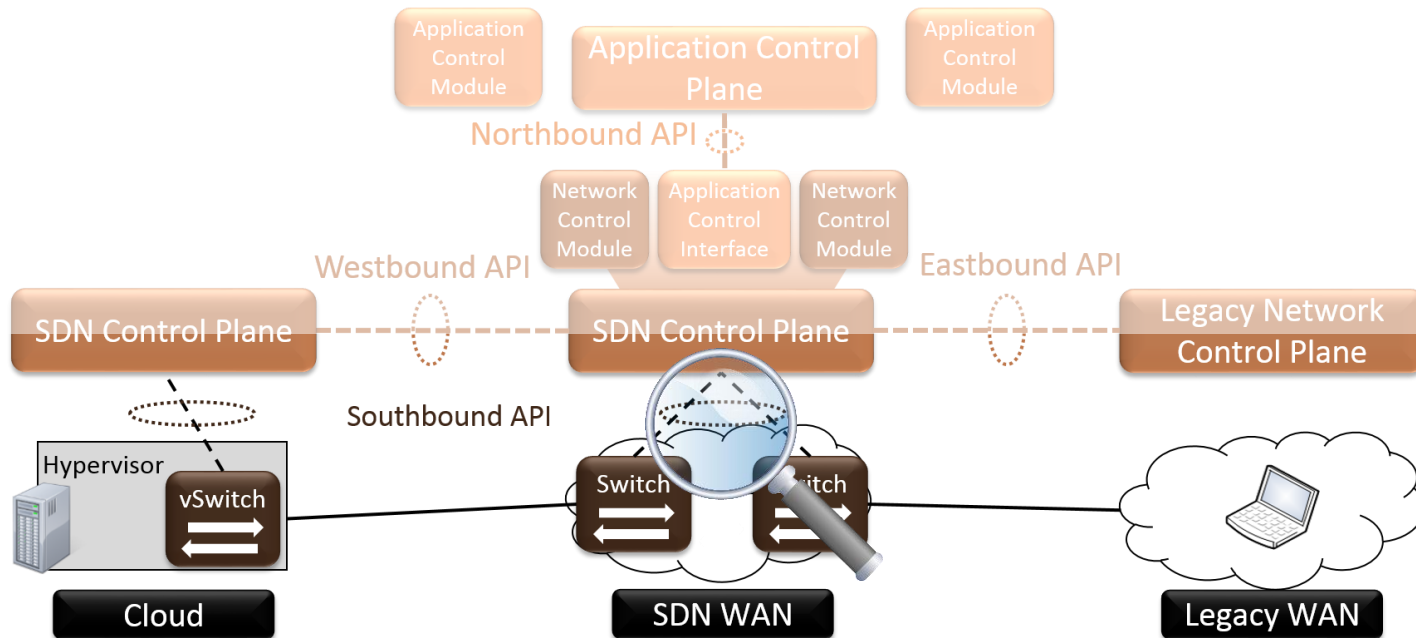 Application
Control
Module
Application Control
Plane
Application
Control
Module
Northbound API
Network
Control
Module
Application
Control
Interface
Network
Control
Module
Westbound API
Eastbound API
SDN Control Plane
SDN Control Plane
Legacy Network
Control Plane
Southbound API
Hypervisor
vSwitch
Switch
Cloud
SDN WAN
Legacy WAN